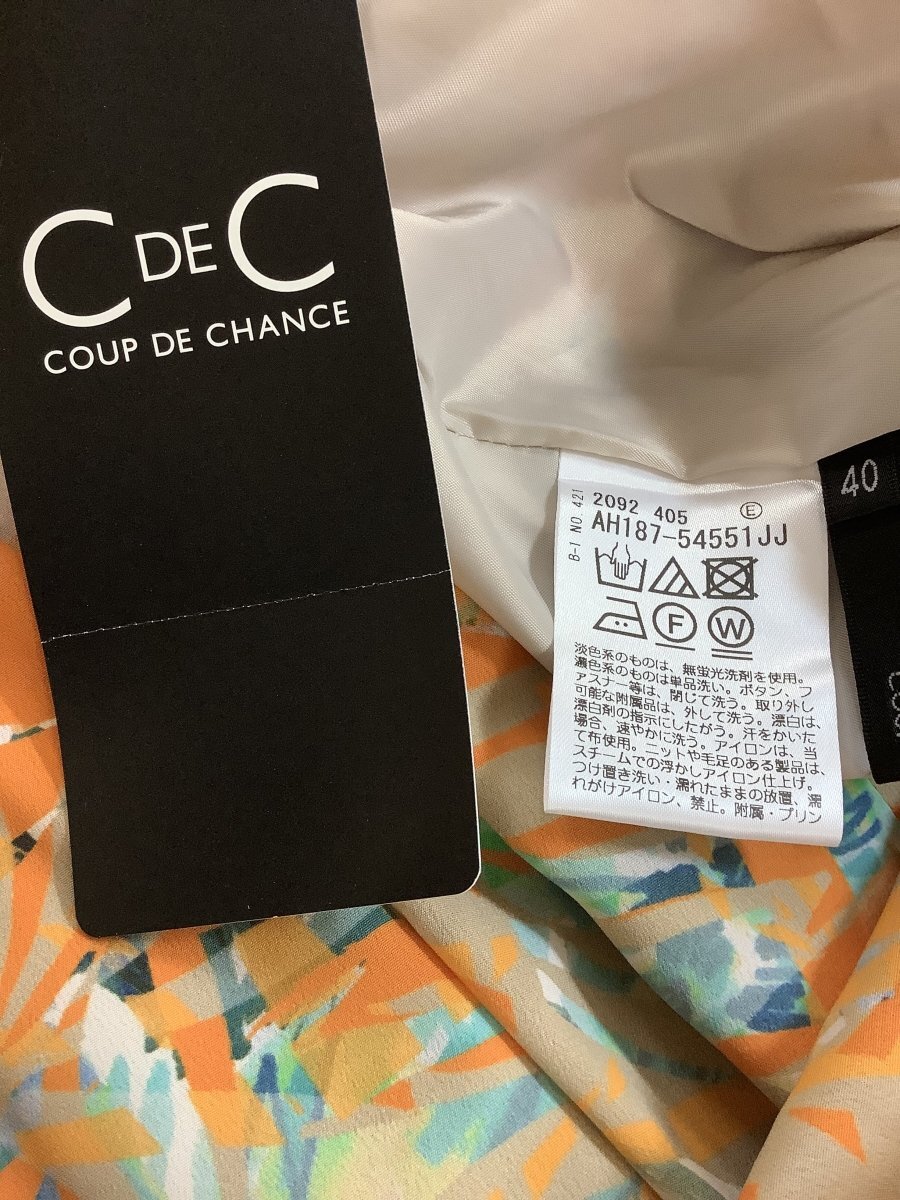 C DE C
COUP DE CHANCE
40
B-1 NO. 421
2092 405 E
AH187-54551JJ
F W
淡色系のものは、無蛍光洗剤を使用。
濃色系のものは単品洗い。ボタン、フ
ァスナー等は、閉じて洗う。取り外し
可能な附属品は、外して洗う。漂白は、
漂白剤の指示にしたがう。汗をかいた
場合、速やかに洗う。アイロンは、当
て布使用。ニットや毛足のある製品は、
スチームでの浮かしアイロン仕上げ。
つけ置き洗い・濡れたままの放置、濡
れがけアイロン、禁止。附属・プリン